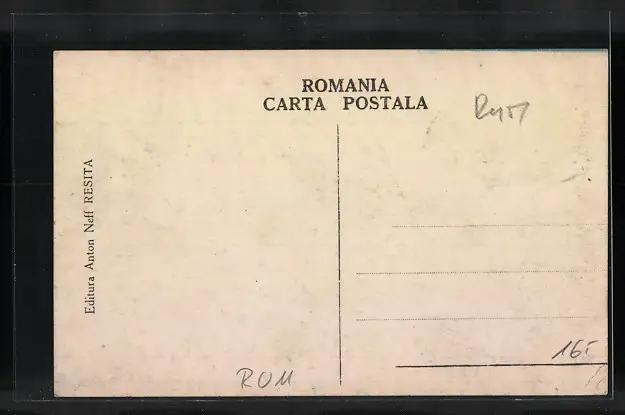 ROMANIA
CARTA POSTALA
Editura Anton Neff RESITA
ROM